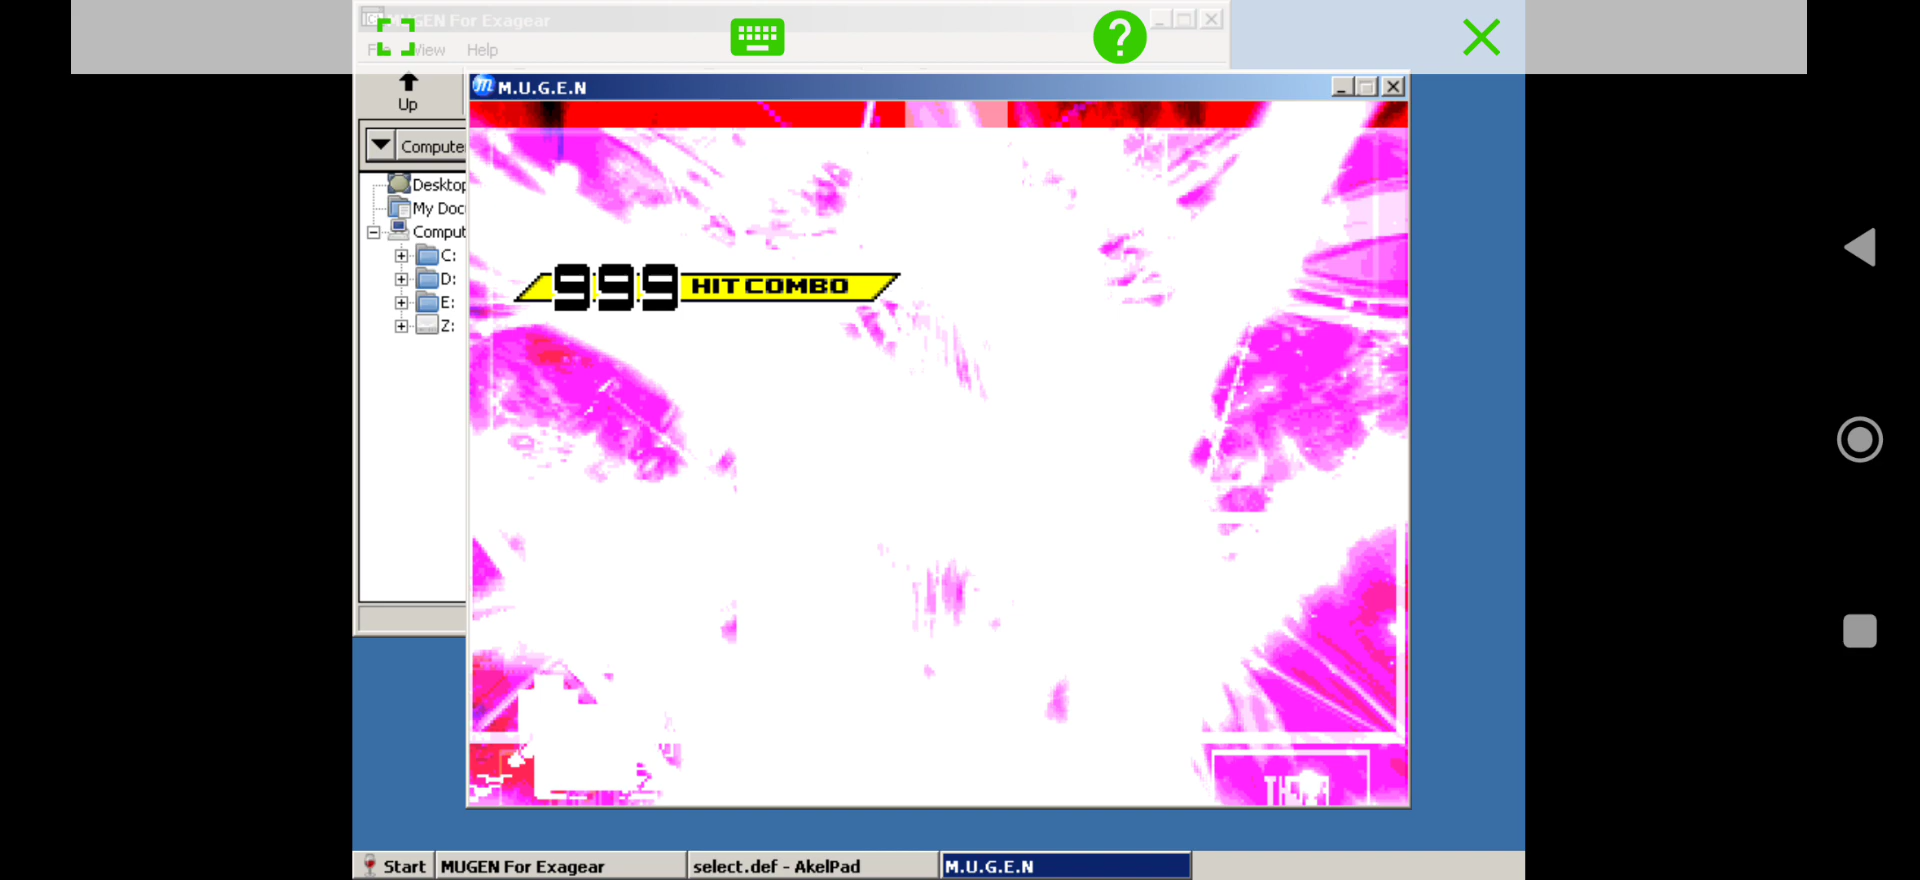 MUGEN For Exagear
File View Help
Up
M.U.G.E.N
Compute
Desktop
My Doc
Comput
C:
D:
E:
Z:
999 HIT COMBO
Start
MUGEN For Exagear
select.def - AkelPad
M.U.G.E.N